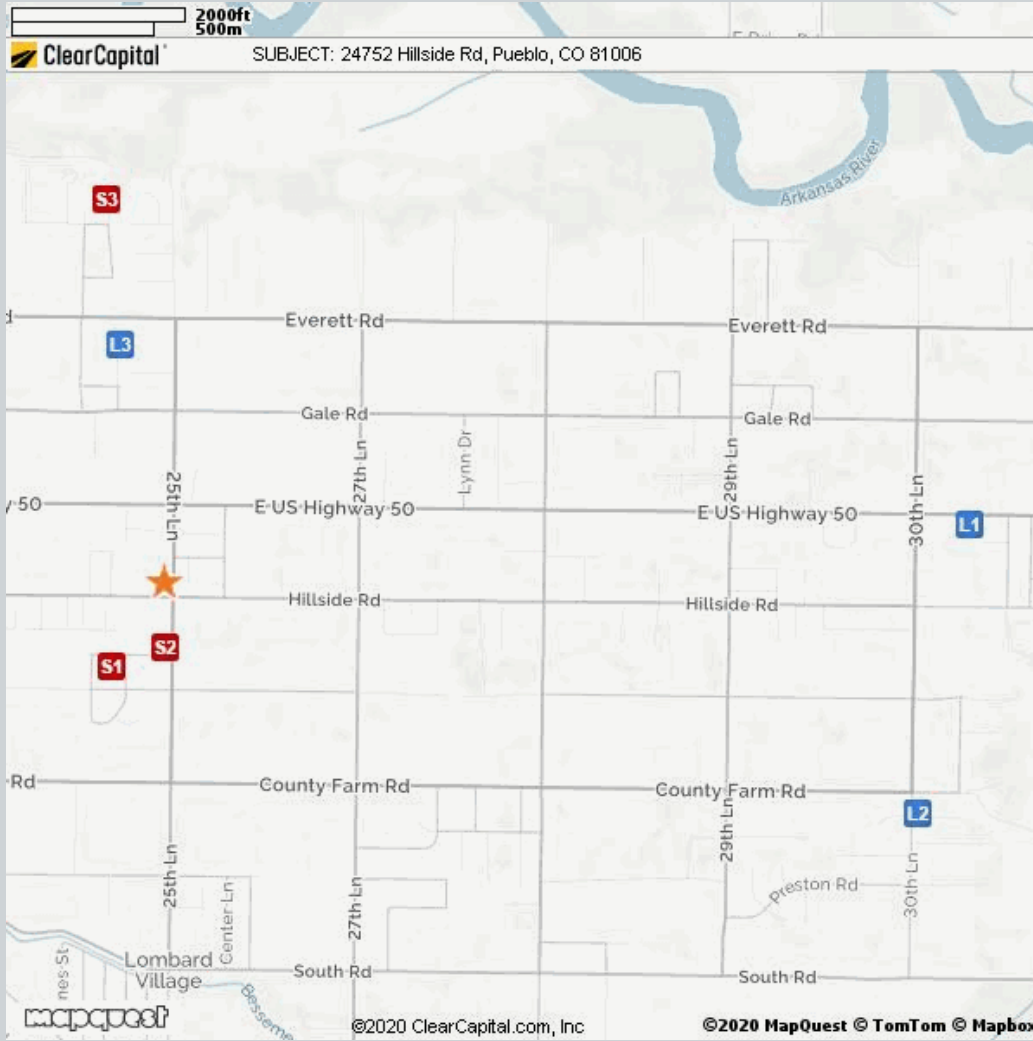 2000ft
500m
ClearCapital
SUBJECT: 24752 Hillside Rd, Pueblo, CO 81006
Arkansas River
S3
Everett Rd
Everett Rd
L3
Gale Rd
Gale Rd
25th Ln
27th Ln
Lynn Dr
29th Ln
30th Ln
y 50
E US Highway 50
E US Highway 50
L1
Hillside Rd
Hillside Rd
S2
S1
Rd
County Farm Rd
County Farm Rd
L2
29th Ln
25th Ln
Center Ln
27th Ln
Preston Rd
30th Ln
Lombard
Village
South Rd
South Rd
nes St
Besseme
mapquest
©2020 ClearCapital.com, Inc
©2020 MapQuest © TomTom © Mapbox